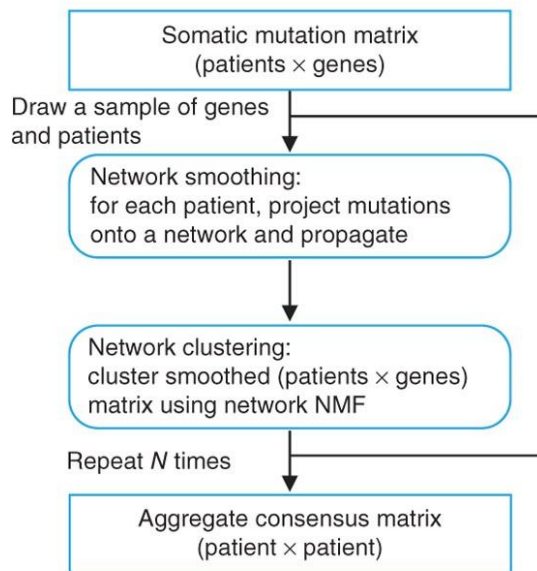 Somatic mutation matrix
(patients × genes)
Draw a sample of genes
and patients
Network smoothing:
for each patient, project mutations
onto a network and propagate
Network clustering:
cluster smoothed (patients × genes)
matrix using network NMF
Repeat N times
Aggregate consensus matrix
(patient × patient)